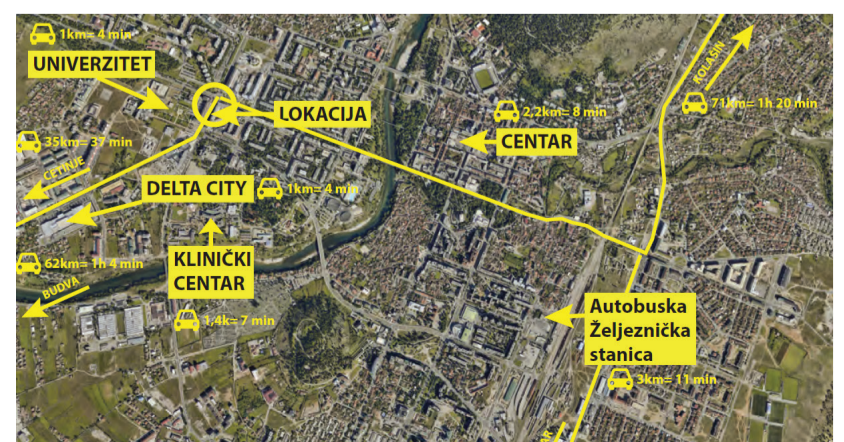 1km= 4 min
UNIVERZITET
LOKACIJA
2,2km= 8 min
CENTAR
KOLAŠIN
71km= 1h 20 min
35km= 37 min
CETINJE
DELTA CITY
1km= 4 min
KLINIČKI
CENTAR
62km= 1h 4 min
BUDVA
1,4k= 7 min
Autobuska
Željeznička
stanica
3km= 11 min